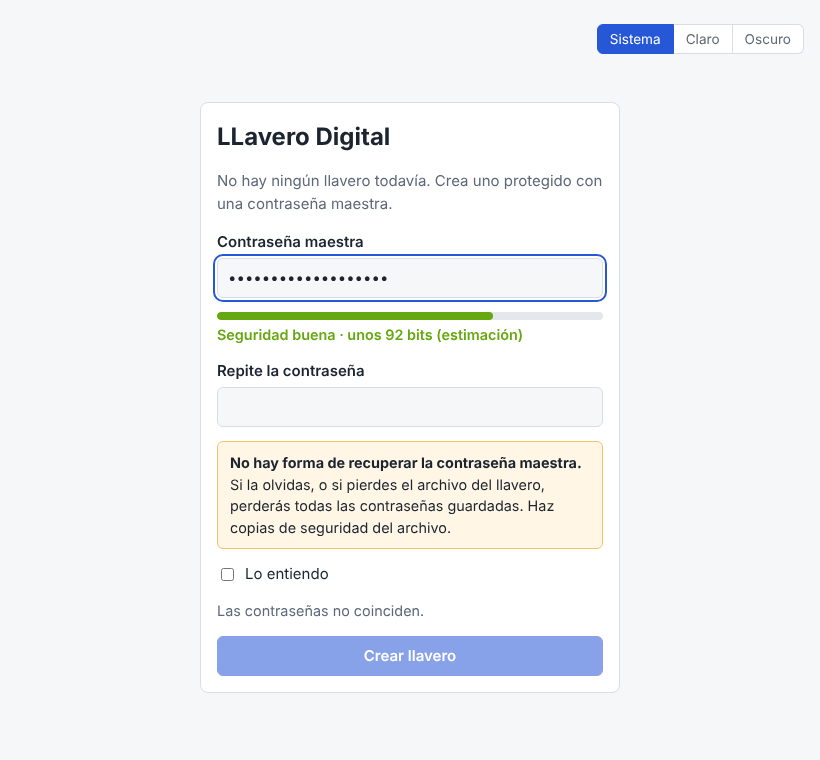 Sistema Claro Oscuro
LLavero Digital
No hay ningún llavero todavía. Crea uno protegido con
una contraseña maestra.
Contraseña maestra
•••••••••••••••••••
Seguridad buena · unos 92 bits (estimación)
Repite la contraseña
No hay forma de recuperar la contraseña maestra.
Si la olvidas, o si pierdes el archivo del llavero,
perderás todas las contraseñas guardadas. Haz
copias de seguridad del archivo.
Lo entiendo
Las contraseñas no coinciden.
Crear llavero